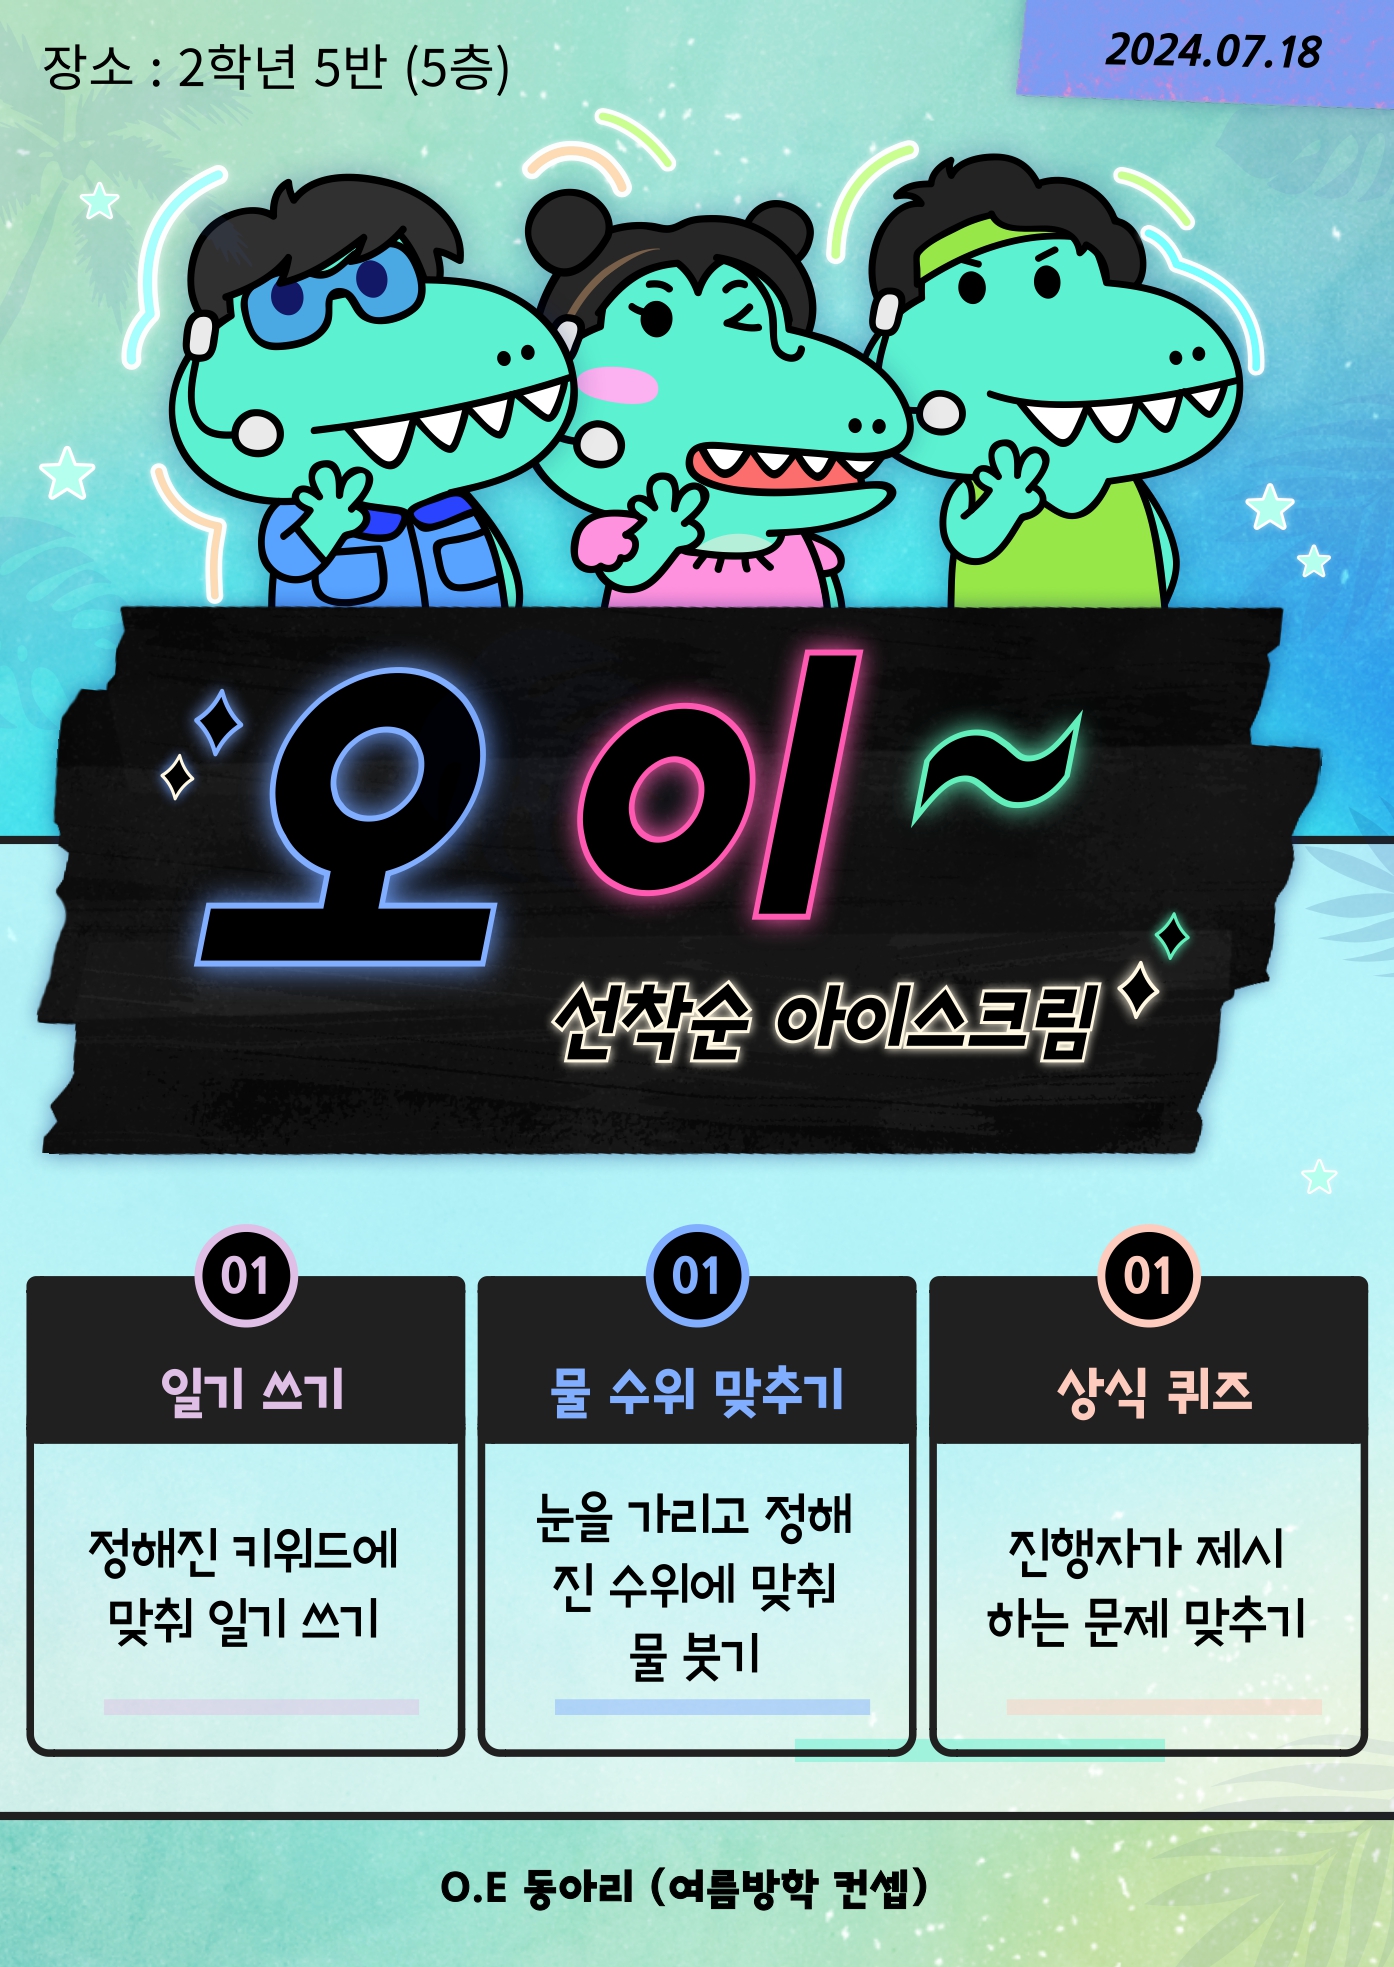 장소 : 2학년 5반 (5층)
2024.07.18
오 이 ~
선착순 아이스크림
01
일기 쓰기
정해진 키워드에
맞춰 일기 쓰기
01
물 수위 맞추기
눈을 가리고 정해
진 수위에 맞춰
물 붓기
01
상식 퀴즈
진행자가 제시
하는 문제 맞추기
O.E 동아리 (여름방학 컨셉)